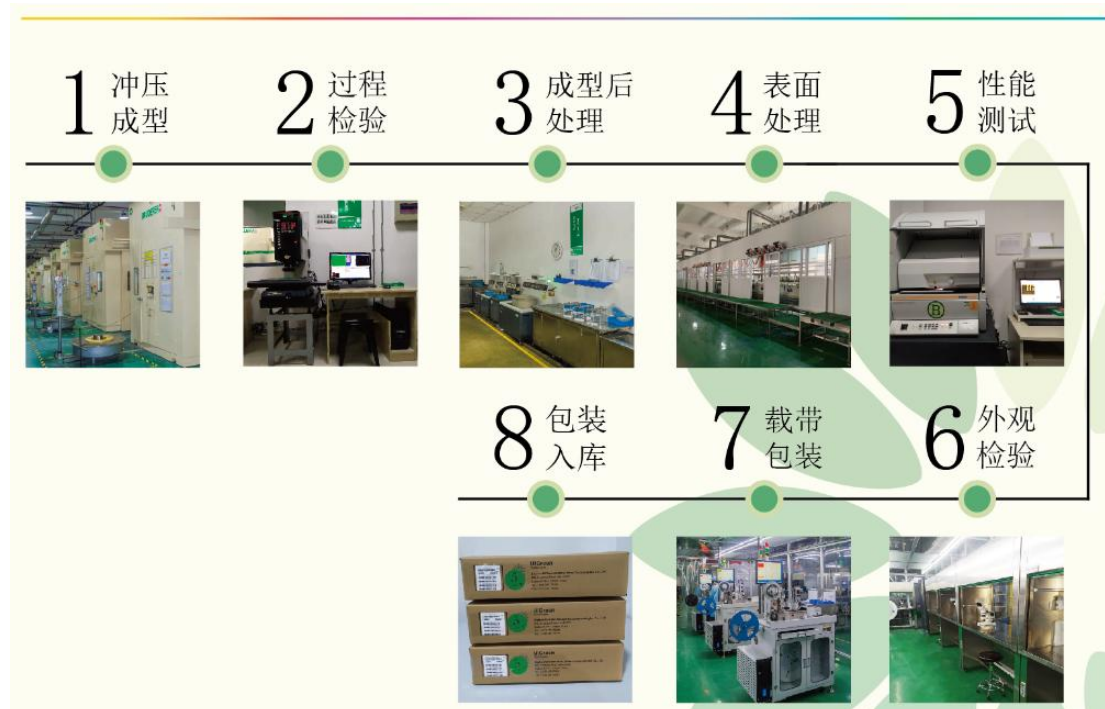 1 冲压
成型
2 过程
检验
3 成型后
处理
4 表面
处理
5 性能
测试
6 外观
检验
7 载带
包装
8 包装
入库